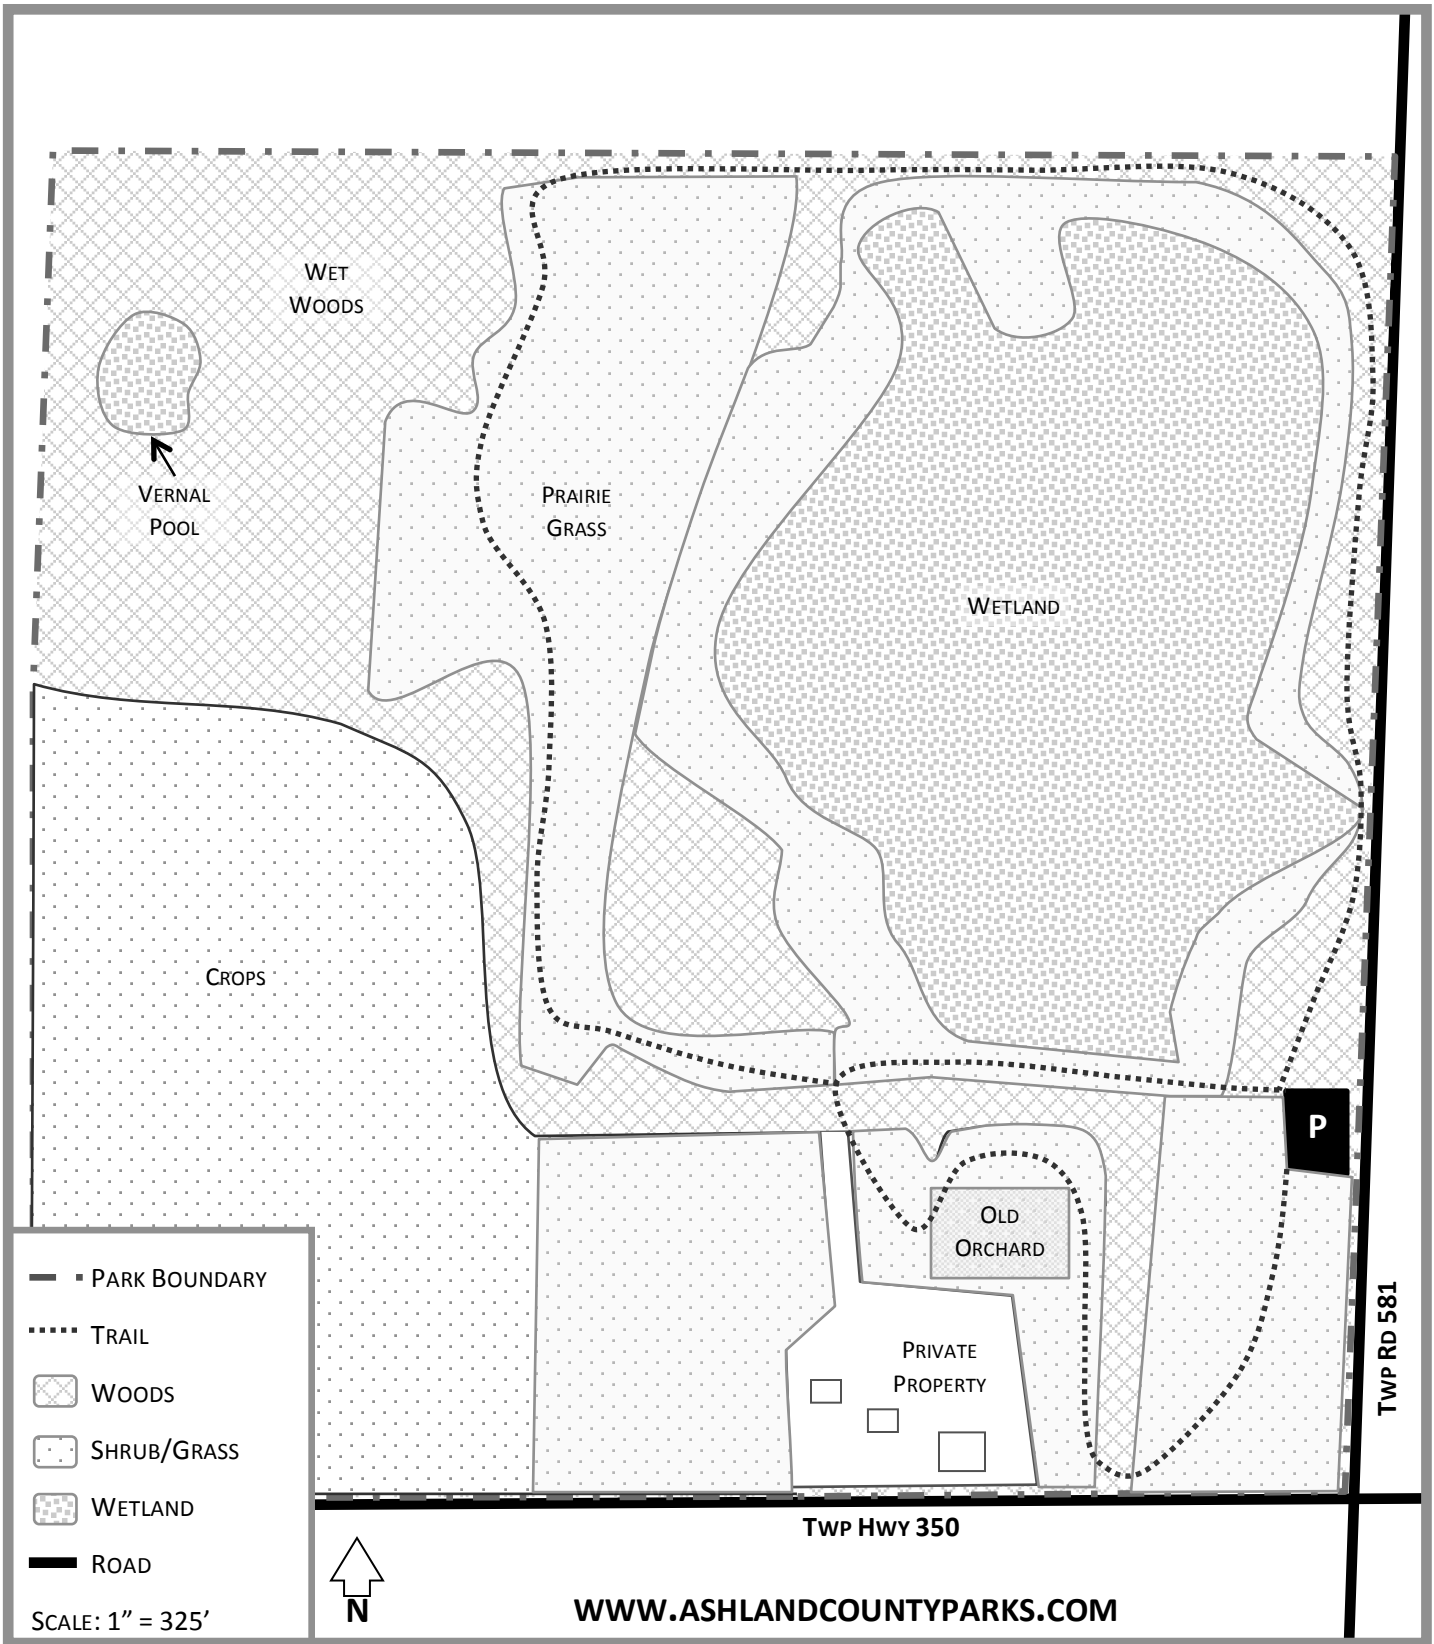 WET
WOODS
VERNAL
POOL
PRAIRIE
GRASS
WETLAND
CROPS
P
OLD
ORCHARD
PRIVATE
PROPERTY
TWP RD 581
PARK BOUNDARY
TRAIL
WOODS
SHRUB/GRASS
WETLAND
ROAD
SCALE: 1” = 325’
TWP HWY 350
N
WWW.ASHLANDCOUNTYPARKS.COM